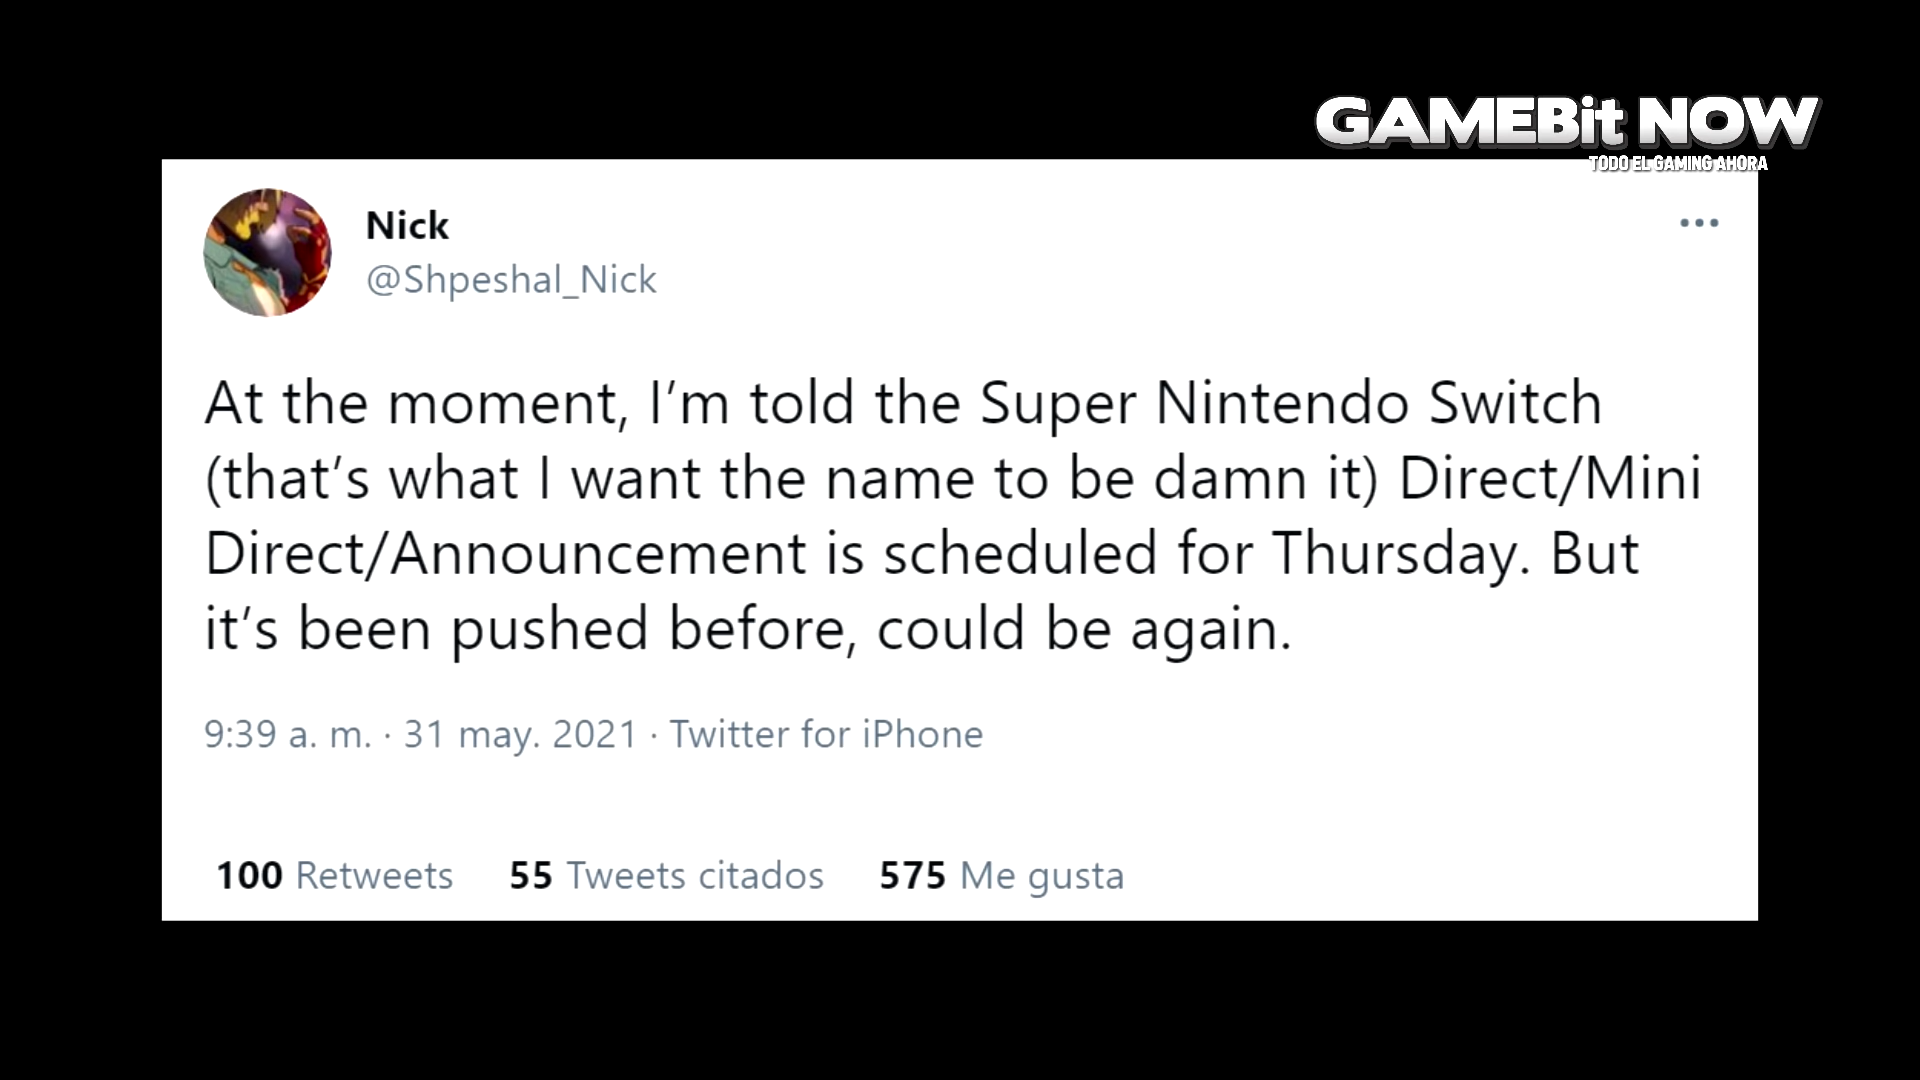 GAMEBit NOW
TODO EL GAMING AHORA
Nick
@Shpeshal_Nick
At the moment, I’m told the Super Nintendo Switch
(that’s what I want the name to be damn it) Direct/Mini
Direct/Announcement is scheduled for Thursday. But
it’s been pushed before, could be again.
9:39 a. m. · 31 may. 2021 · Twitter for iPhone
100 Retweets 55 Tweets citados 575 Me gusta